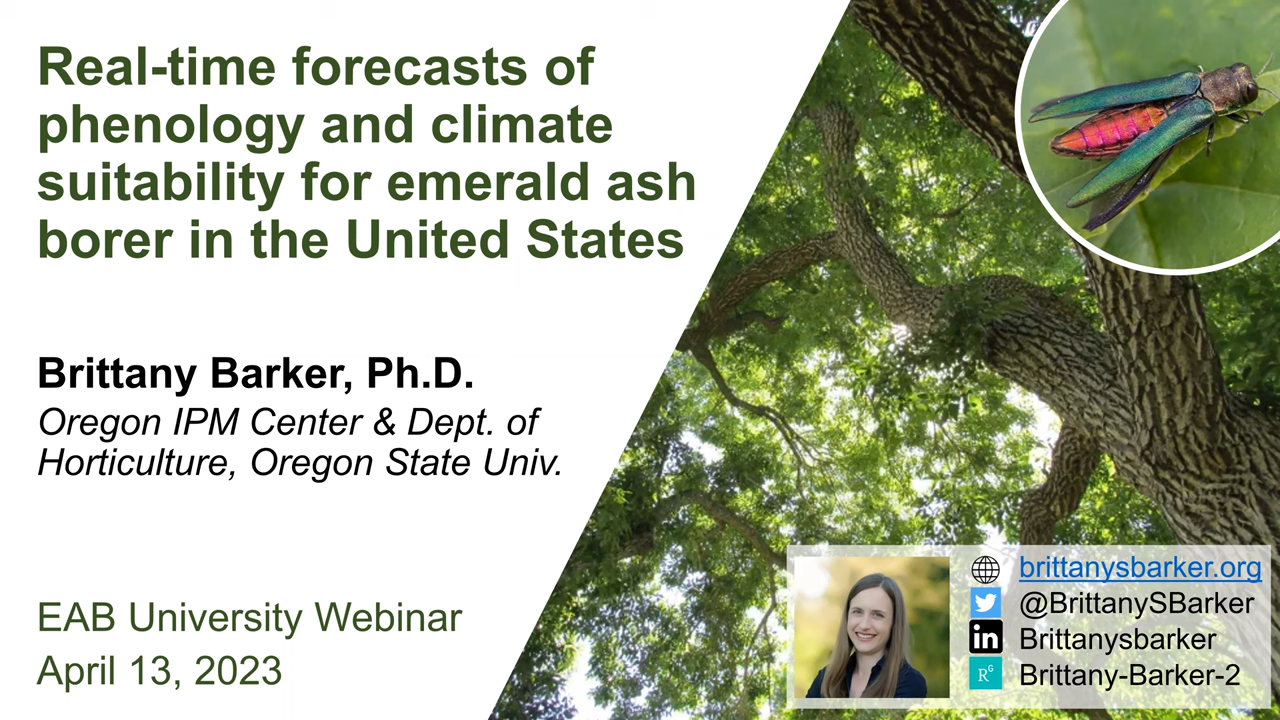 Real-time forecasts of
phenology and climate
suitability for emerald ash
borer in the United States
Brittany Barker, Ph.D.
Oregon IPM Center & Dept. of
Horticulture, Oregon State Univ.
EAB University Webinar
April 13, 2023
brittanysbarker.org
@BrittanySBarker
in Brittanysbarker
RG Brittany-Barker-2